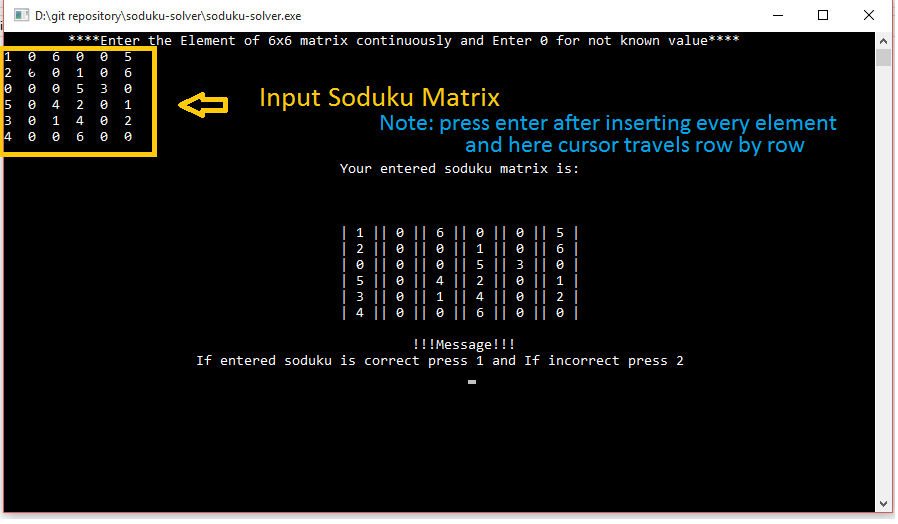 D:\git repository\soduku-solver\soduku-solver.exe
****Enter the Element of 6x6 matrix continuously and Enter 0 for not known value****
1 0 6 0 0 5
2 0 0 1 0 6
0 0 0 5 3 0
5 0 4 2 0 1
3 0 1 4 0 2
4 0 0 6 0 0
Input Soduku Matrix
Note: press enter after inserting every element
and here cursor travels row by row
Your entered soduku matrix is:
| 1 || 0 || 6 || 0 || 0 || 5 |
| 2 || 0 || 0 || 1 || 0 || 6 |
| 0 || 0 || 0 || 5 || 3 || 0 |
| 5 || 0 || 4 || 2 || 0 || 1 |
| 3 || 0 || 1 || 4 || 0 || 2 |
| 4 || 0 || 0 || 6 || 0 || 0 |
!!!Message!!!
If entered soduku is correct press 1 and If incorrect press 2